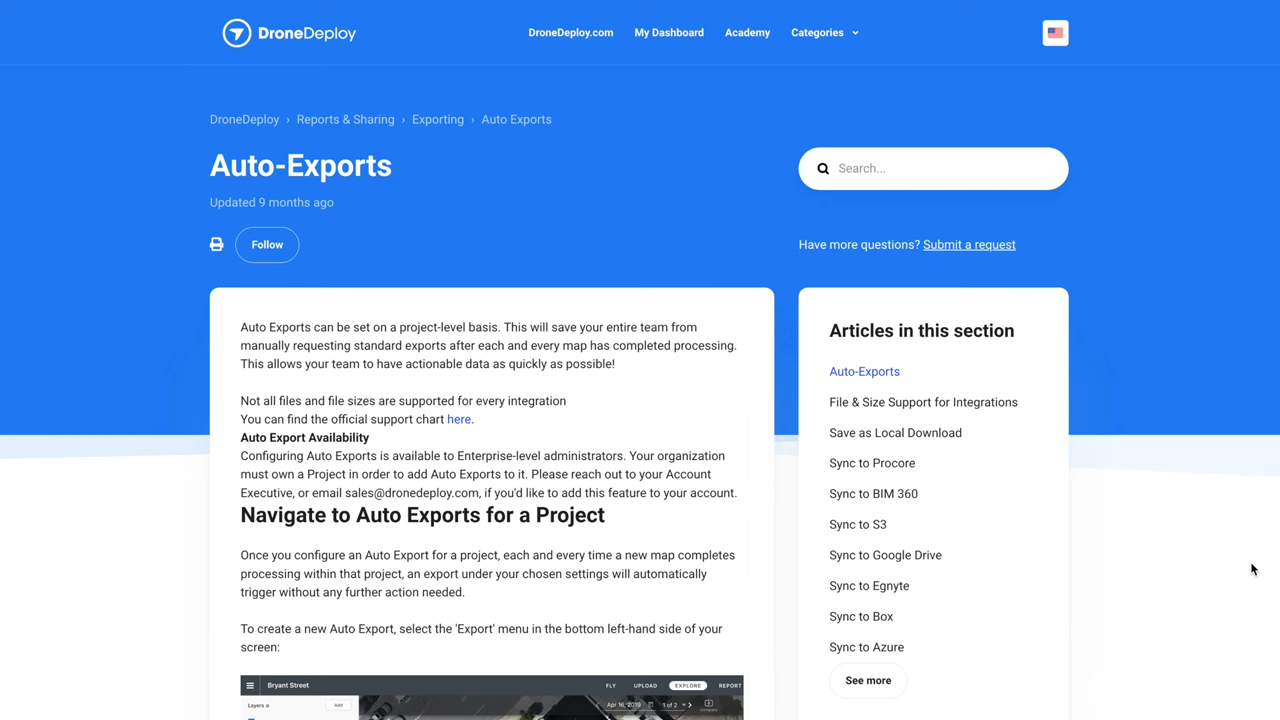 DroneDeploy
DroneDeploy.com My Dashboard Academy Categories
DroneDeploy › Reports & Sharing › Exporting › Auto Exports
Auto-Exports
Updated 9 months ago
Follow
Search...
Have more questions? Submit a request
Auto Exports can be set on a project-level basis. This will save your entire team from
manually requesting standard exports after each and every map has completed processing.
This allows your team to have actionable data as quickly as possible!
Not all files and file sizes are supported for every integration
You can find the official support chart here.
Auto Export Availability
Configuring Auto Exports is available to Enterprise-level administrators. Your organization
must own a Project in order to add Auto Exports to it. Please reach out to your Account
Executive, or email sales@dronedeploy.com, if you'd like to add this feature to your account.
Navigate to Auto Exports for a Project
Once you configure an Auto Export for a project, each and every time a new map completes
processing within that project, an export under your chosen settings will automatically
trigger without any further action needed.
To create a new Auto Export, select the 'Export' menu in the bottom left-hand side of your
screen:
Bryant Street FLY UPLOAD EXPLORE REPORT
Layers Add Apr 16, 2019 1 of 2
Articles in this section
Auto-Exports
File & Size Support for Integrations
Save as Local Download
Sync to Procore
Sync to BIM 360
Sync to S3
Sync to Google Drive
Sync to Egnyte
Sync to Box
Sync to Azure
See more